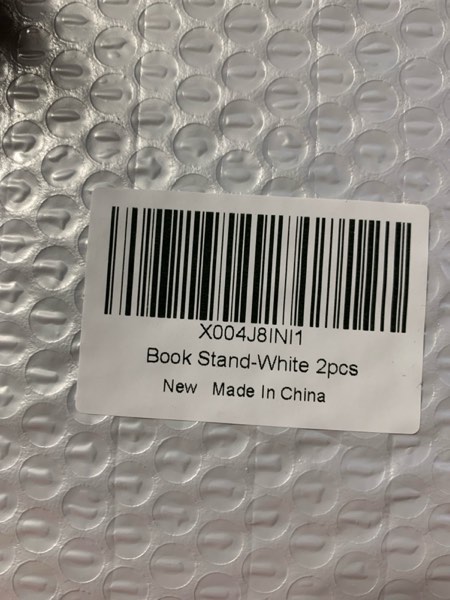 X004J8INI1
Book Stand-White 2pcs
New Made In China